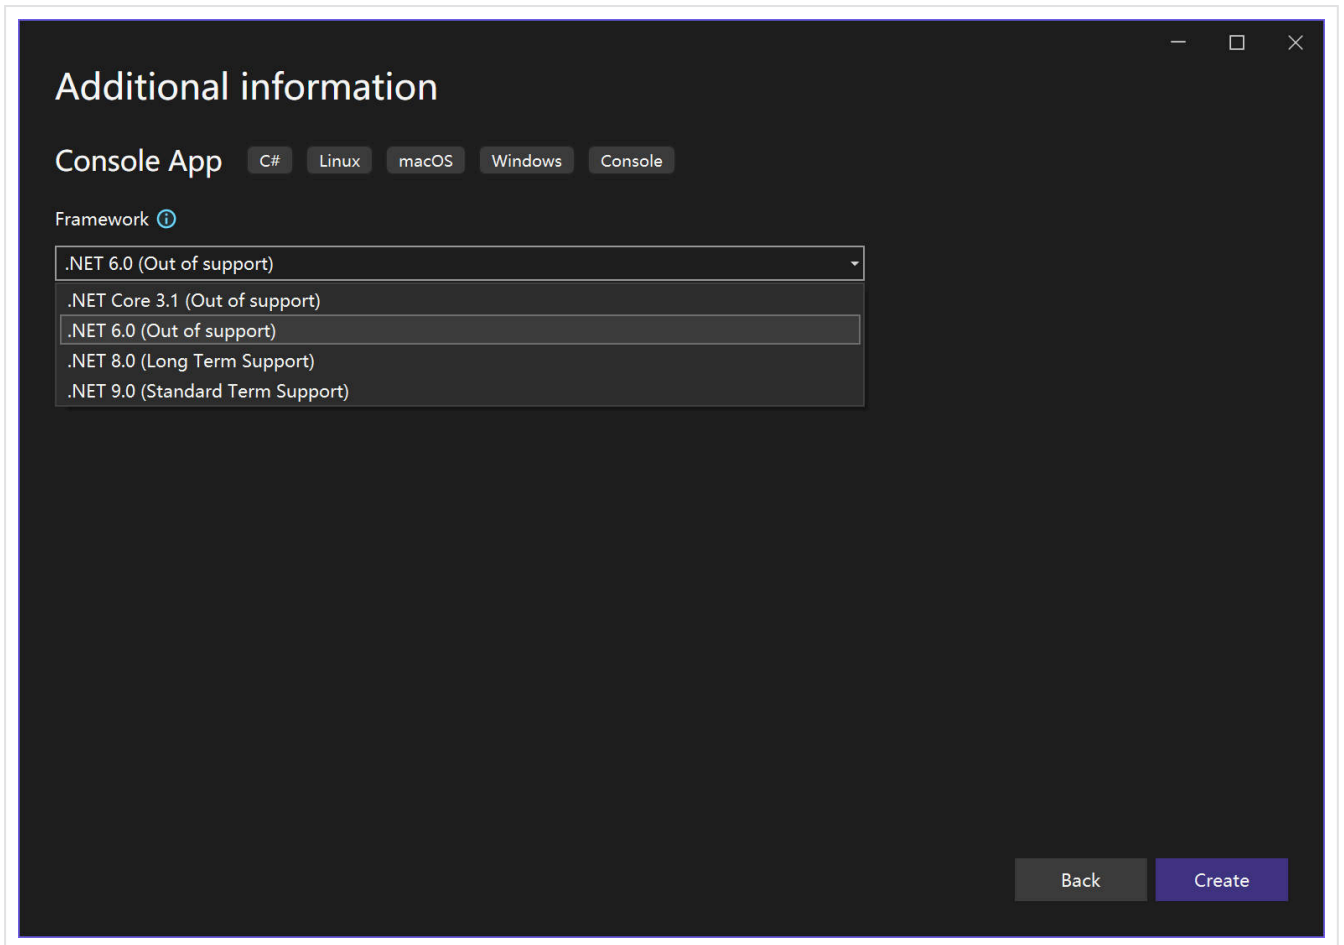 Additional information
Console App C# Linux macOS Windows Console
Framework
.NET 6.0 (Out of support)
.NET Core 3.1 (Out of support)
.NET 6.0 (Out of support)
.NET 8.0 (Long Term Support)
.NET 9.0 (Standard Term Support)
Back Create